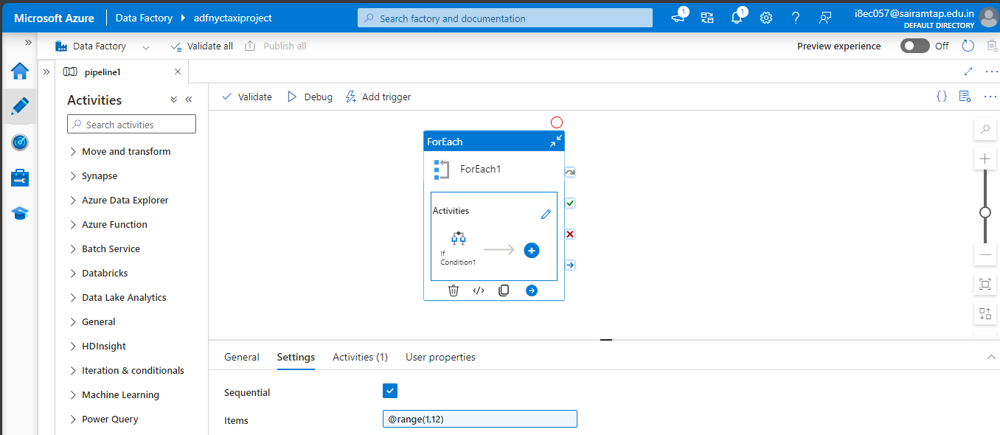 Microsoft Azure
Data Factory
adfnyctaxiproject
Search factory and documentation
1
1
i8ec057@sairamtap.edu.in
DEFAULT DIRECTORY
Data Factory
Validate all
Publish all
Preview experience
Off
pipeline1
Activities
Search activities
Move and transform
Synapse
Azure Data Explorer
Azure Function
Batch Service
Databricks
Data Lake Analytics
General
HDInsight
Iteration & conditionals
Machine Learning
Power Query
Validate
Debug
Add trigger
ForEach
ForEach1
Activities
If
Condition1
General
Settings
Activities (1)
User properties
Sequential
Items
@range(1,12)